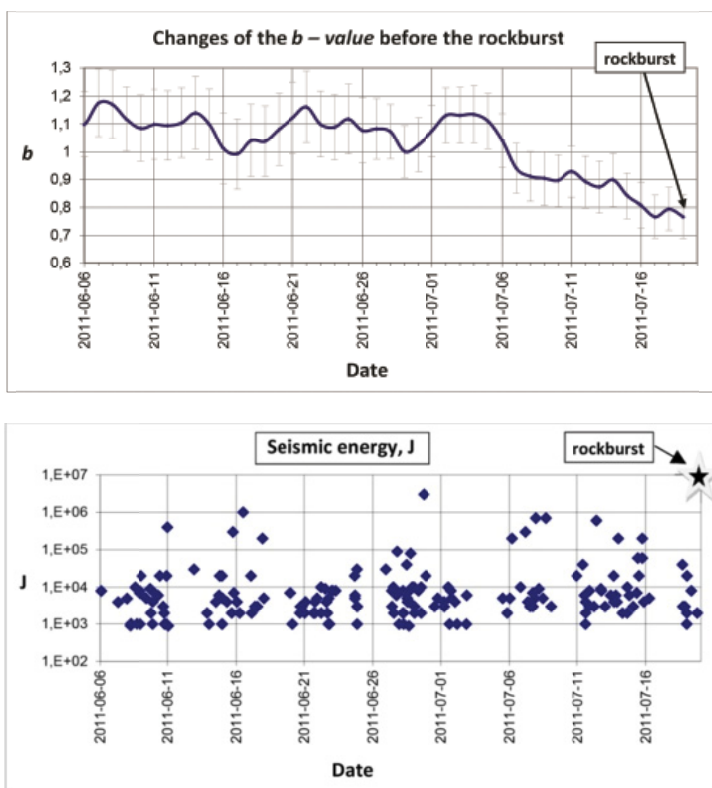 Changes of the b – value before the rockburst
rockburst
1,3
1,2
1,1
1
0,9
0,8
0,7
0,6
b
2011-06-06
2011-06-11
2011-06-16
2011-06-21
2011-06-26
2011-07-01
2011-07-06
2011-07-11
2011-07-16
Date
Seismic energy, J
rockburst
1,E+07
1,E+06
1,E+05
1,E+04
1,E+03
1,E+02
J
2011-06-06
2011-06-11
2011-06-16
2011-06-21
2011-06-26
2011-07-01
2011-07-06
2011-07-11
2011-07-16
Date